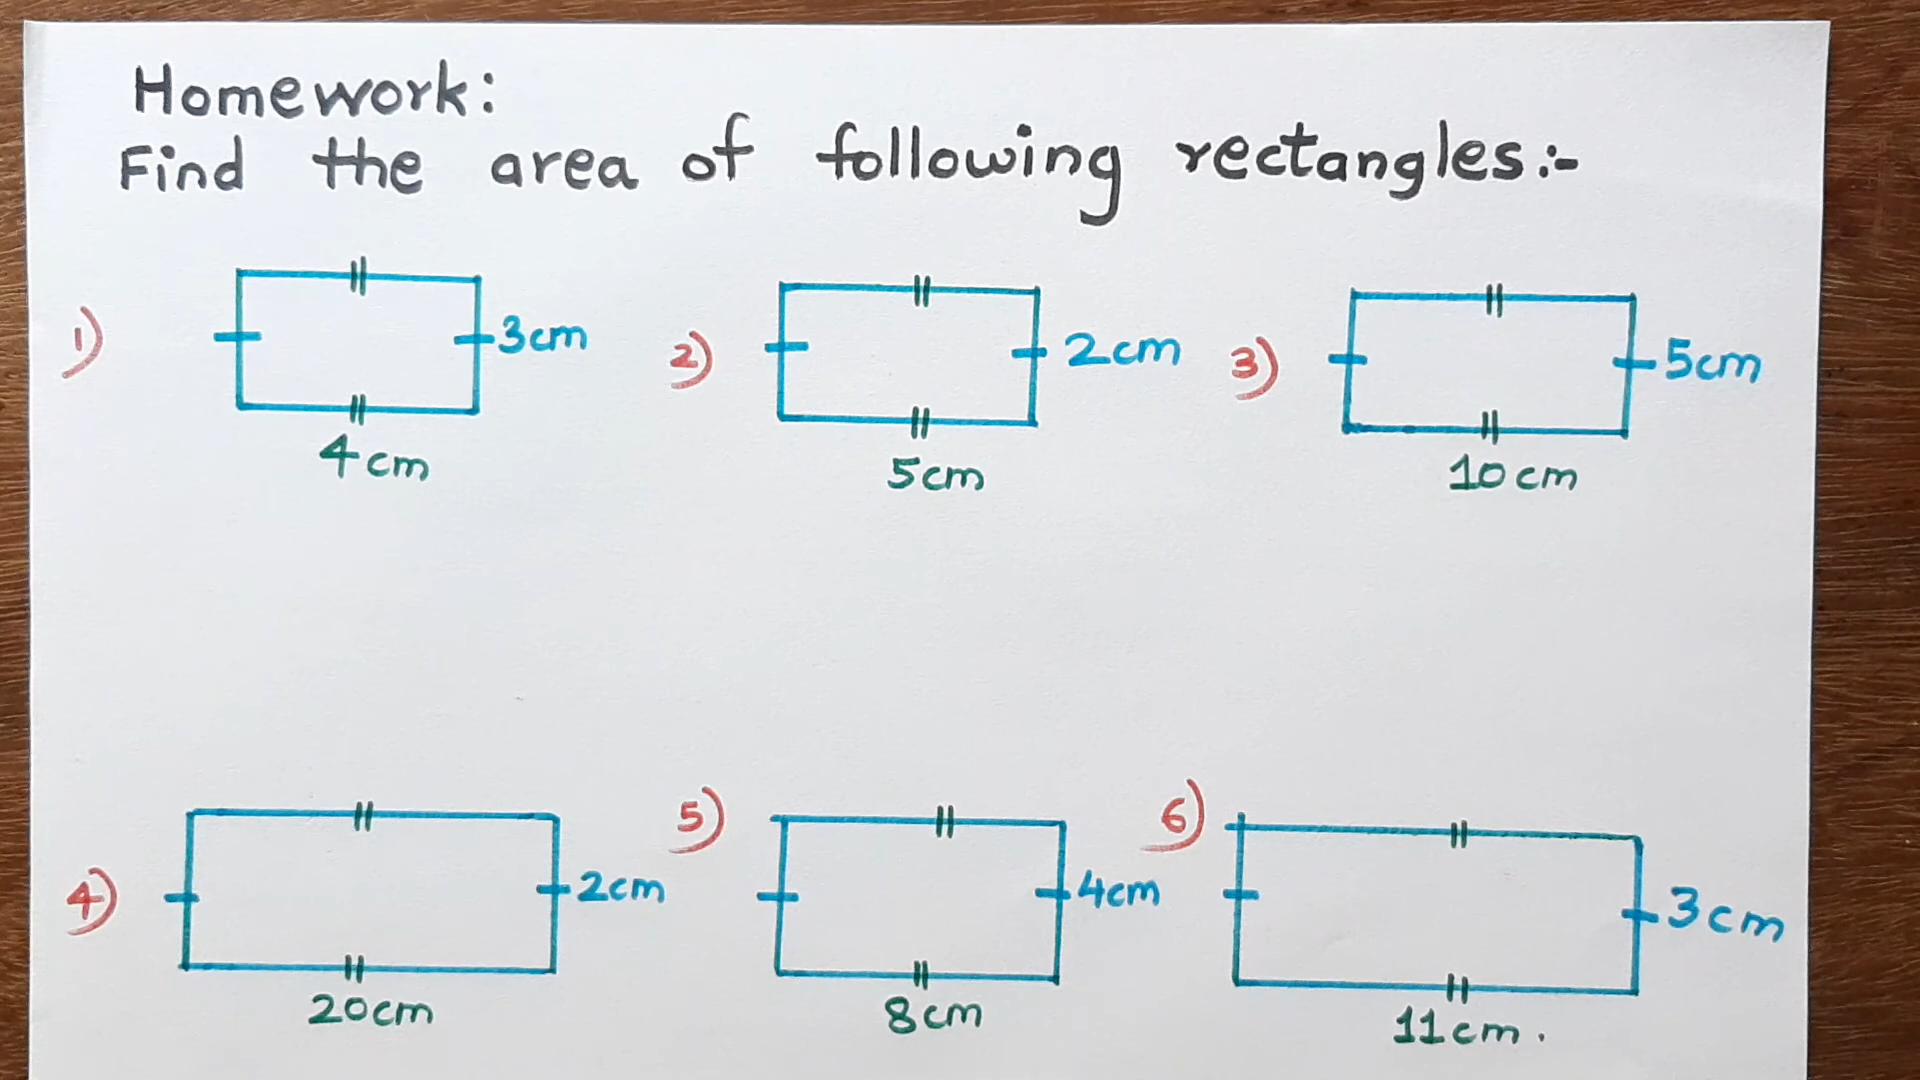 Homework:
Find the area of following rectangles:-
1)
3cm
4cm
2)
2cm
5cm
3)
5cm
10cm
4)
2cm
20cm
5)
4cm
8cm
6)
3cm
11cm.